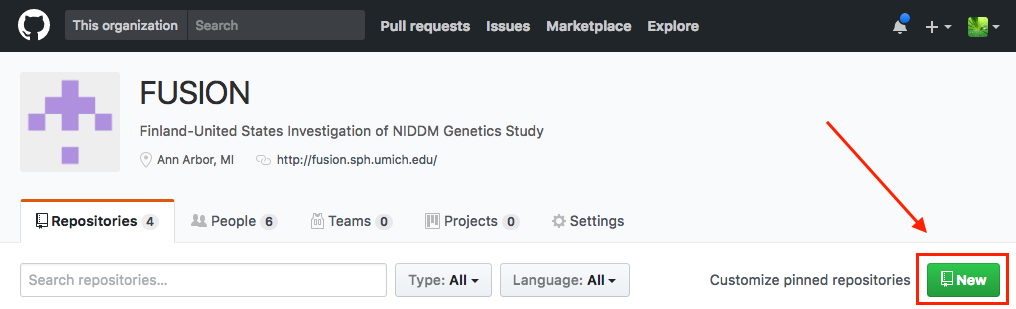 This organization Search Pull requests Issues Marketplace Explore
FUSION
Finland-United States Investigation of NIDDM Genetics Study
Ann Arbor, MI http://fusion.sph.umich.edu/
Repositories 4 People 6 Teams 0 Projects 0 Settings
Search repositories... Type: All Language: All Customize pinned repositories New